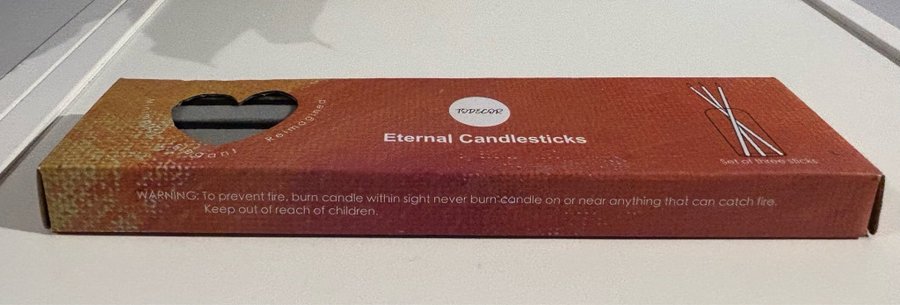 TODECOR
Eternal Candlesticks
Elegant Reimagined
Set of three sticks
WARNING: To prevent fire, burn candle within sight never burn candle on or near anything that can catch fire.
Keep out of reach of children.